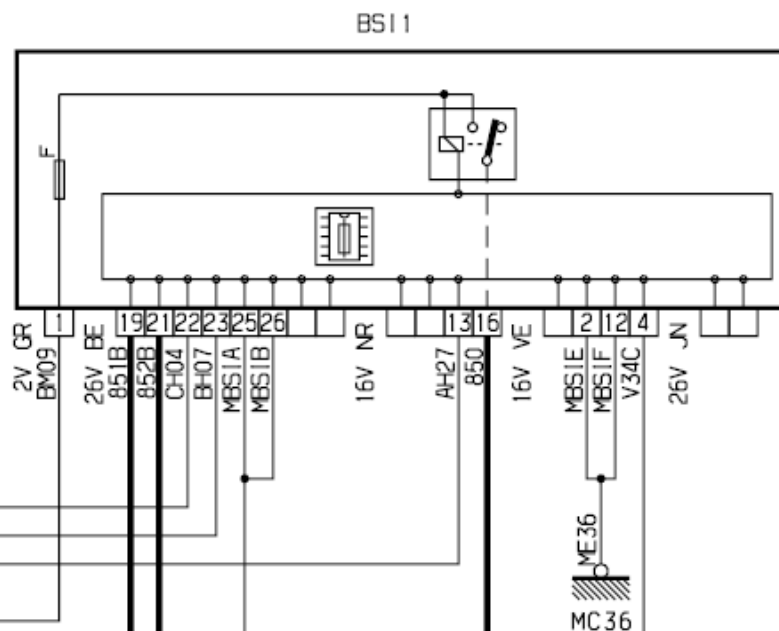 BSI1
F
1 19 21 22 23 25 26 13 16 2 12 4
2V GR
BM09
26V BE
851B
852B
CH04
BH07
MBSIA
MBSIB
16V NR
AH27
850
16V VE
MBSIE
MBSIF
V34C
26V JN
ME36
MC36